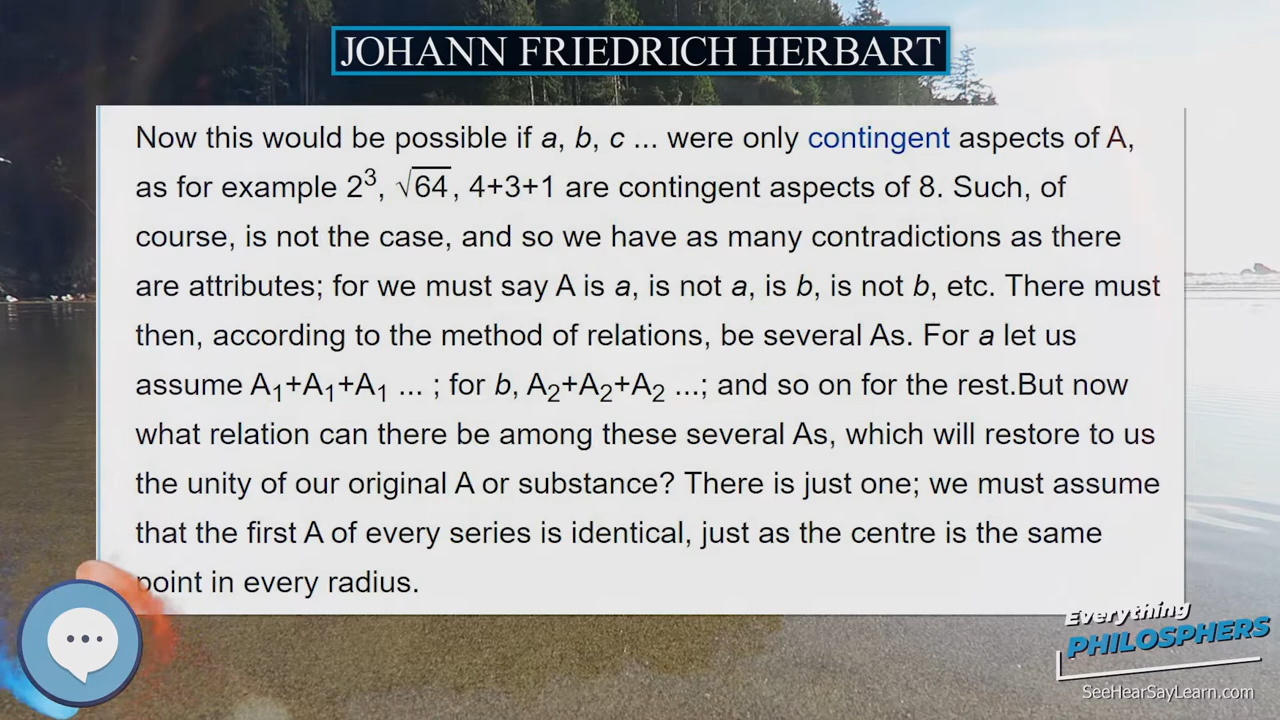 JOHANN FRIEDRICH HERBART
Now this would be possible if a, b, c ... were only contingent aspects of A,
as for example 2³, √64, 4+3+1 are contingent aspects of 8. Such, of
course, is not the case, and so we have as many contradictions as there
are attributes; for we must say A is a, is not a, is b, is not b, etc. There must
then, according to the method of relations, be several As. For a let us
assume A₁+A₁+A₁ ... ; for b, A₂+A₂+A₂ ...; and so on for the rest.But now
what relation can there be among these several As, which will restore to us
the unity of our original A or substance? There is just one; we must assume
that the first A of every series is identical, just as the centre is the same
point in every radius.
Everything
PHILOSPHERS
SeeHearSayLearn.com